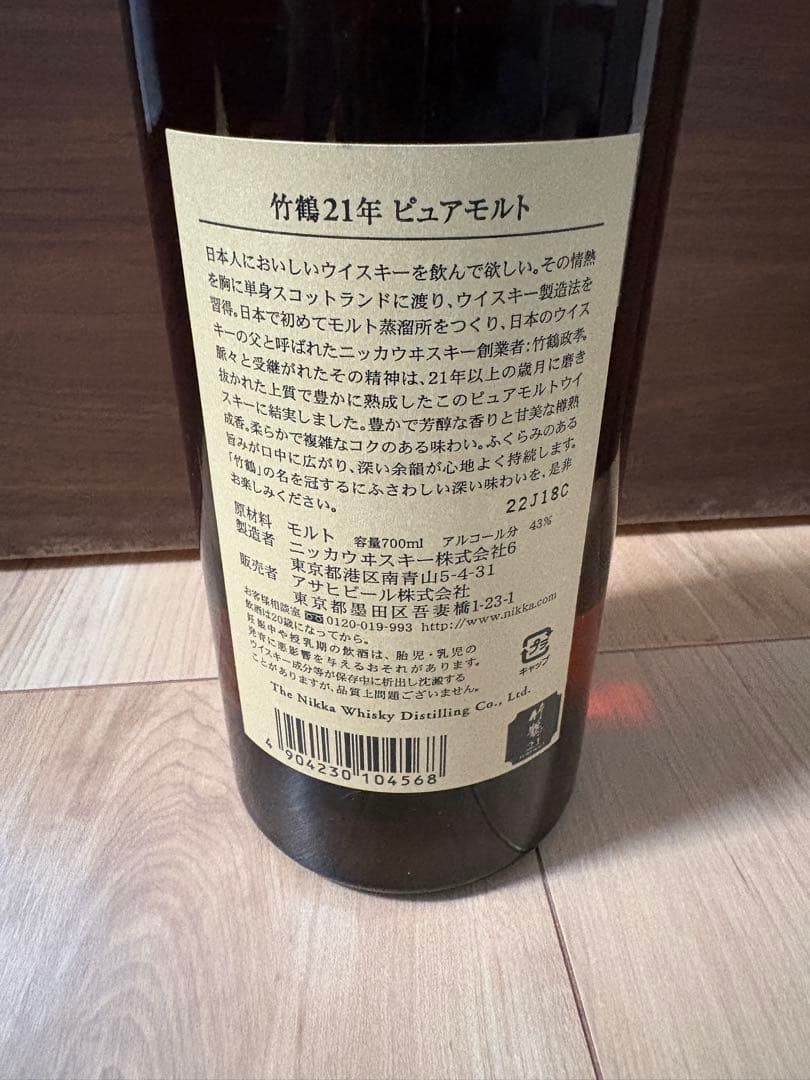 竹鶴21年 ピュアモルト
日本人においしいウイスキーを飲んで欲しい。その情熱
を胸に単身スコットランドに渡り、ウイスキー製造法を
習得。日本で初めてモルト蒸溜所をつくり、日本のウイス
キーの父と呼ばれたニッカウヰスキー創業者：竹鶴政孝。
脈々と受継がれたその精神は、21年以上の歳月に磨き
抜かれた上質で豊かに熟成したこのピュアモルトウイ
スキーに結実しました。豊かで芳醇な香りと甘美な樽熟
成香。柔らかで複雑なコクのある味わい。ふくらみのある
旨みが口中に広がり、深い余韻が心地よく持続します。
「竹鶴」の名を冠するにふさわしい深い味わいを、是非
お楽しみください。
22J18C
原材料 モルト 容量700ml アルコール分 43%
製造者 ニッカウヰスキー株式会社6
東京都港区南青山5-4-31
販売者 アサヒビール株式会社
東京都墨田区吾妻橋1-23-1
お客様相談室 0120-019-993 http://www.nikka.com
飲酒は20歳になってから。
妊娠中や授乳期の飲酒は、胎児・乳児の
発育に悪影響を与えるおそれがあります。
ウイスキー成分等が保存中に析出し沈澱する
ことがありますが、品質上問題ございません。
プラ
キャップ
The Nikka Whisky Distilling Co., Ltd.
竹鶴
21
4 904230 104568